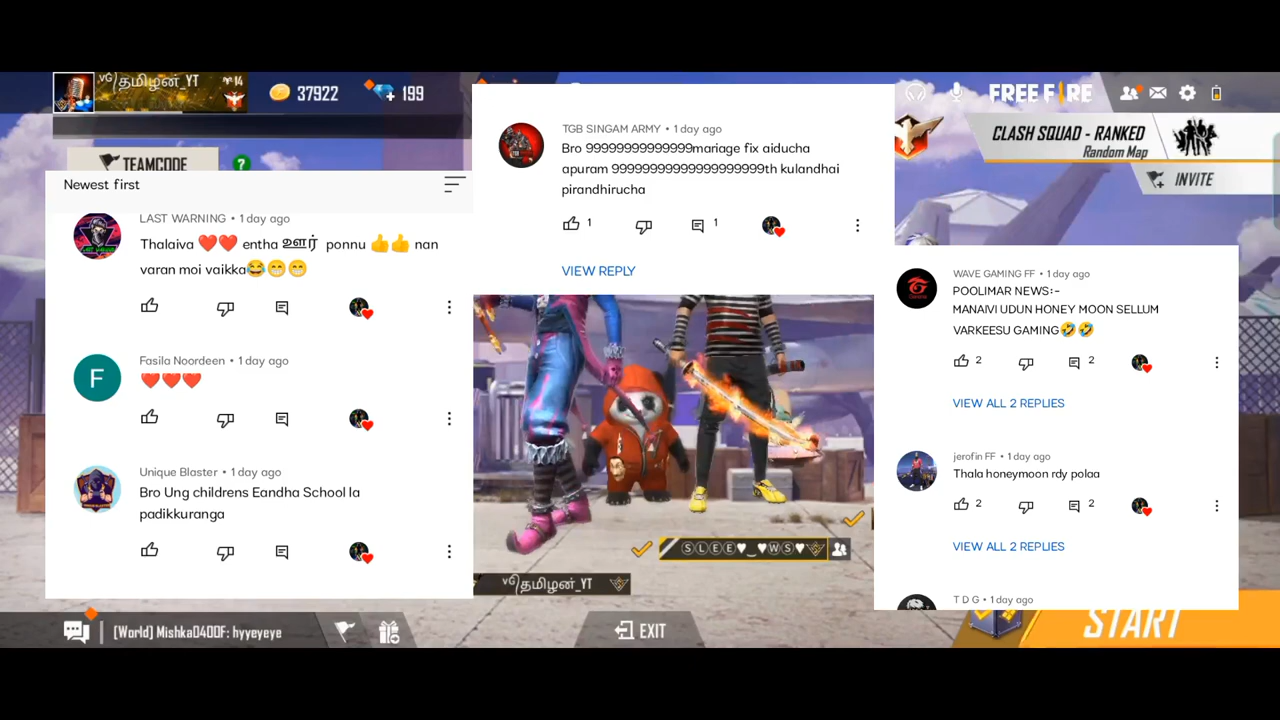 vG|தமிழன்_YT
14
37922
199
FREE FIRE
CLASH SQUAD - RANKED
Random Map
INVITE
TEAMCODE
?
Newest first
LAST WARNING • 1 day ago
Thalaiva ❤️❤️ entha ஊர் ponnu 👍👍 nan
varan moi vaikka😂😁😁
Fasila Noordeen • 1 day ago
F
❤️❤️❤️
Unique Blaster • 1 day ago
Bro Ung childrens Eandha School la
padikkuranga
TGB SINGAM ARMY • 1 day ago
Bro 99999999999999mariage fix aiducha
apuram 99999999999999999999th kulandhai
pirandhirucha
1
1
VIEW REPLY
WAVE GAMING FF • 1 day ago
POOLIMAR NEWS:-
MANAIVI UDUN HONEY MOON SELLUM
VARKEESU GAMING🤣🤣
2
2
VIEW ALL 2 REPLIES
jerofin FF • 1 day ago
Thala honeymoon rdy polaa
2
2
VIEW ALL 2 REPLIES
T D G • 1 day ago
ⓈⓁⒺⒺ♥‿♥ⓌⓈ♥
vG|தமிழன்_YT
[World] Mishka0400F: hyyeyeye
EXIT
START